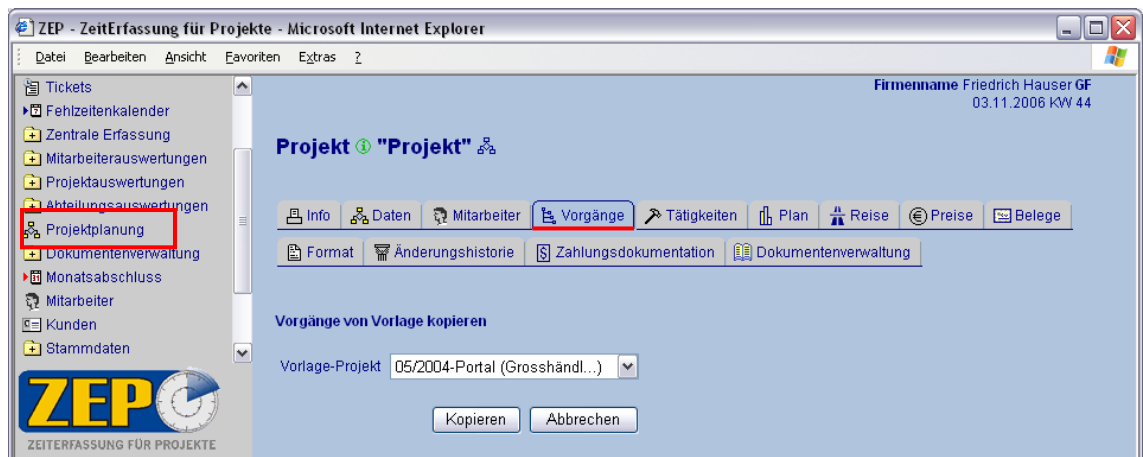 ZEP - ZeitErfassung für Projekte - Microsoft Internet Explorer
Datei Bearbeiten Ansicht Favoriten Extras ?
Tickets
Fehlzeitenkalender
Zentrale Erfassung
Mitarbeiterauswertungen
Projektauswertungen
Abteilungsauswertungen
Projektplanung
Dokumentenverwaltung
Monatsabschluss
Mitarbeiter
Kunden
Stammdaten
ZEP
ZEITERFASSUNG FÜR PROJEKTE
Firmenname Friedrich Hauser GF
03.11.2006 KW 44
Projekt "Projekt"
Info Daten Mitarbeiter Vorgänge Tätigkeiten Plan Reise Preise Belege
Format Änderungshistorie Zahlungsdokumentation Dokumentenverwaltung
Vorgänge von Vorlage kopieren
Vorlage-Projekt 05/2004-Portal (Grosshändl...)
Kopieren Abbrechen